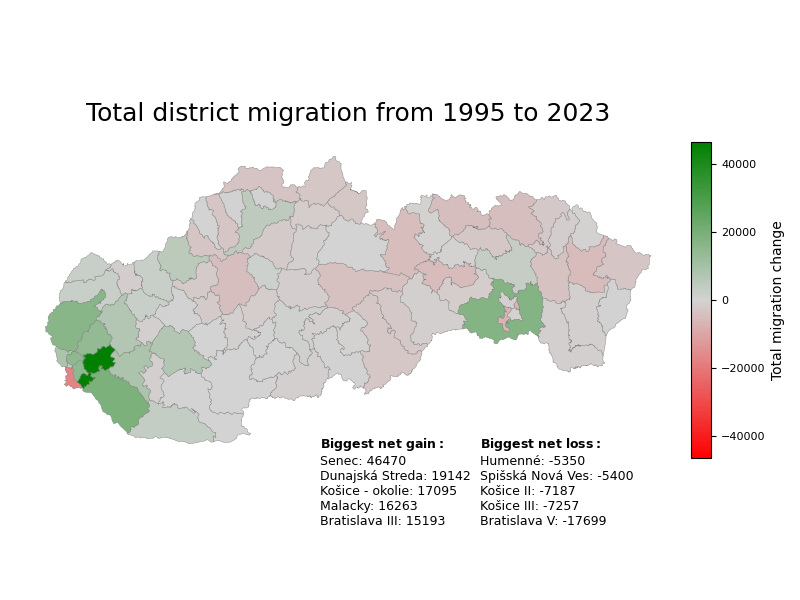 Total district migration from 1995 to 2023
40000
20000
0
−20000
−40000
Total migration change
Biggest net gain :
Senec: 46470
Dunajská Streda: 19142
Košice - okolie: 17095
Malacky: 16263
Bratislava III: 15193
Biggest net loss :
Humenné: -5350
Spišská Nová Ves: -5400
Košice II: -7187
Košice III: -7257
Bratislava V: -17699